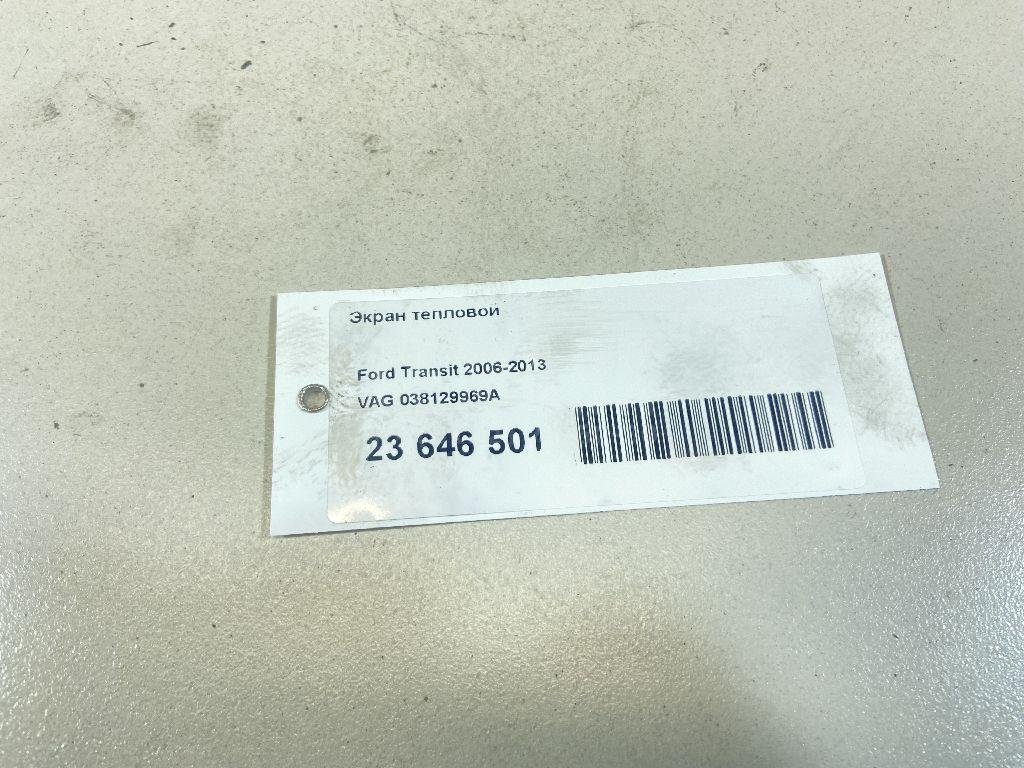 Экран тепловой
Ford Transit 2006-2013
VAG 038129969A
23 646 501